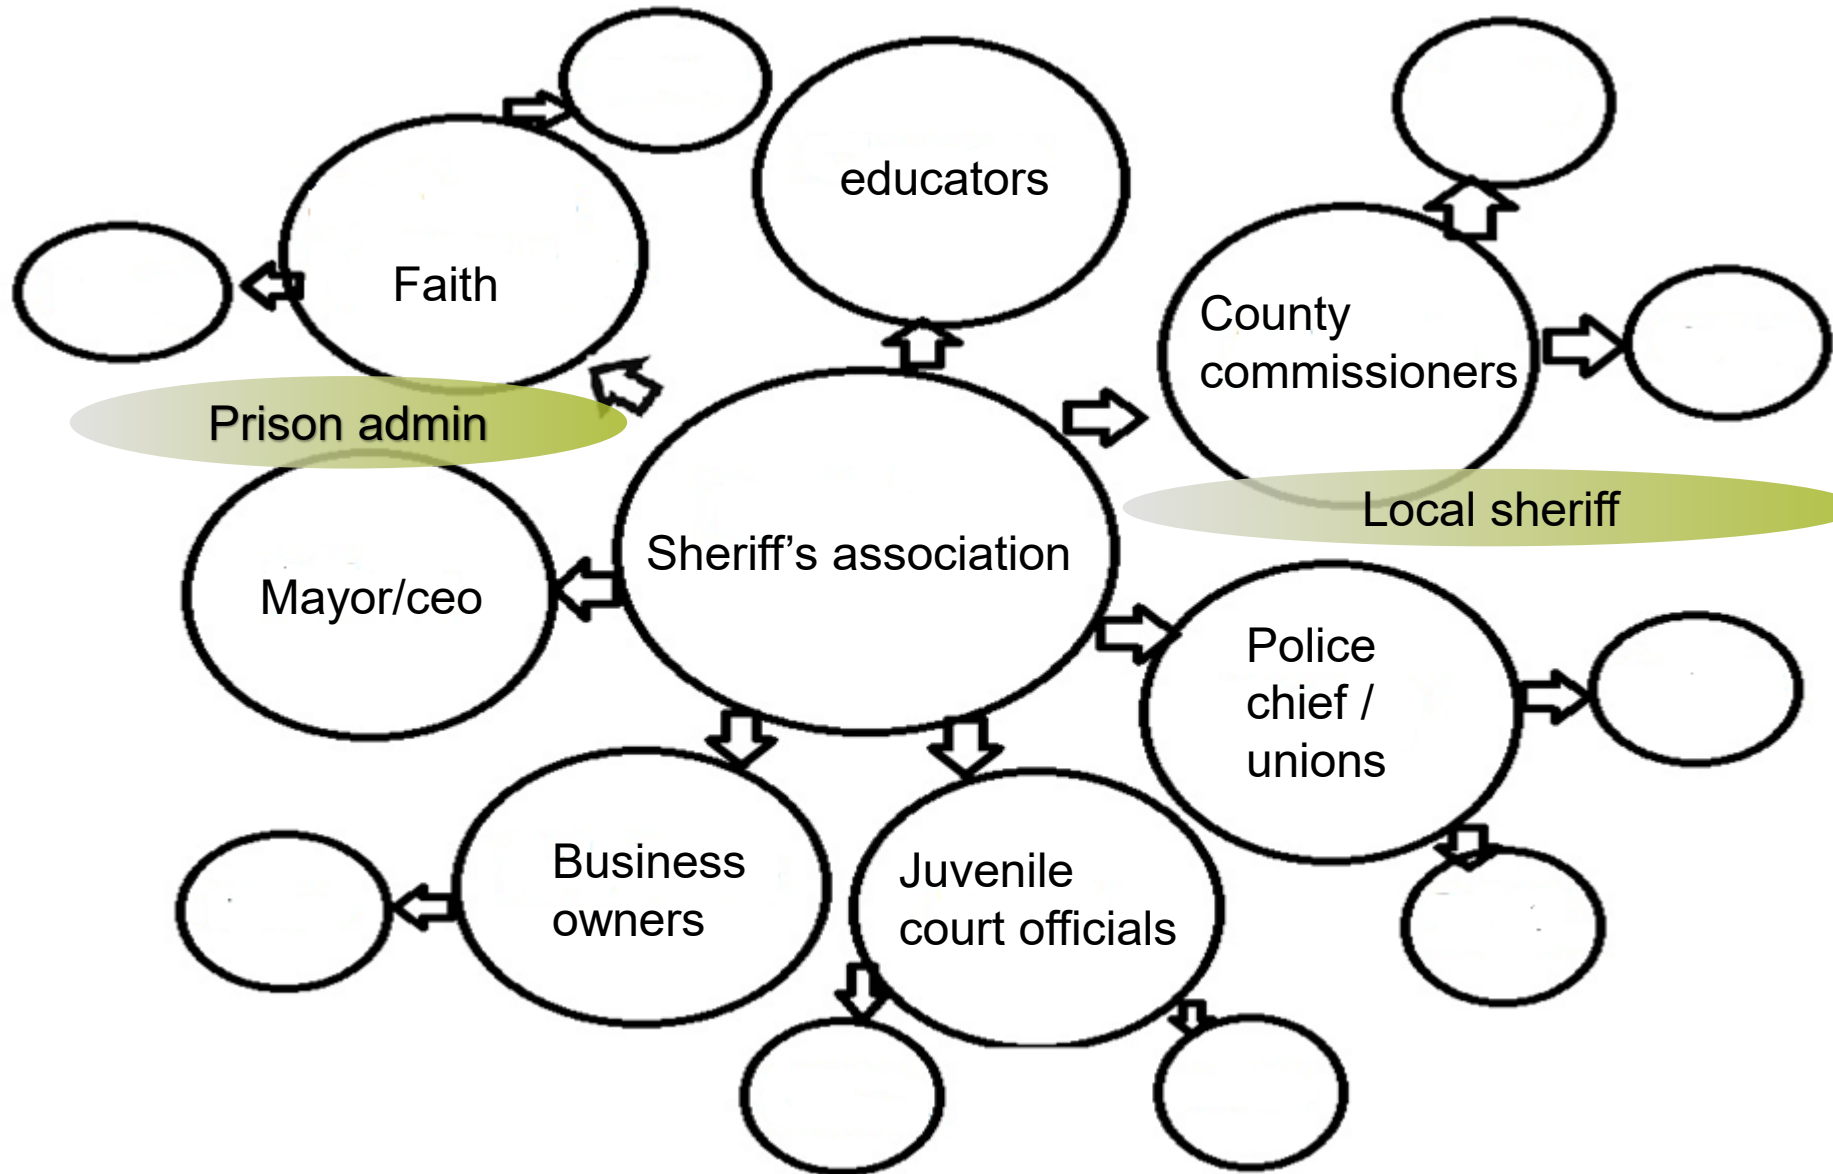 educators
Faith
County
commissioners
Prison admin
Local sheriff
Sheriff’s association
Mayor/ceo
Police
chief /
unions
Business
owners
Juvenile
court officials